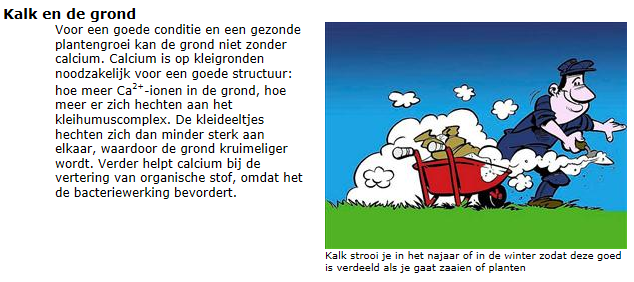 Kalk en de grond
Voor een goede conditie en een gezonde
plantengroei kan de grond niet zonder
calcium. Calcium is op kleigronden
noodzakelijk voor een goede structuur:
hoe meer Ca²⁺-ionen in de grond, hoe
meer er zich hechten aan het
kleihumuscomplex. De kleideeltjes
hechten zich dan minder sterk aan
elkaar, waardoor de grond kruimeliger
wordt. Verder helpt calcium bij de
vertering van organische stof, omdat het
de bacteriewerking bevordert.
Kalk strooi je in het najaar of in de winter zodat deze goed
is verdeeld als je gaat zaaien of planten